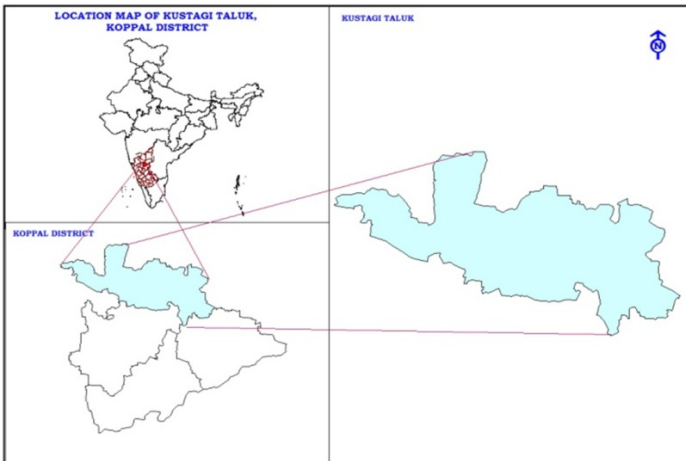 LOCATION MAP OF KUSTAGI TALUK,
KOPPAL DISTRICT
KUSTAGI TALUK
N
KOPPAL DISTRICT